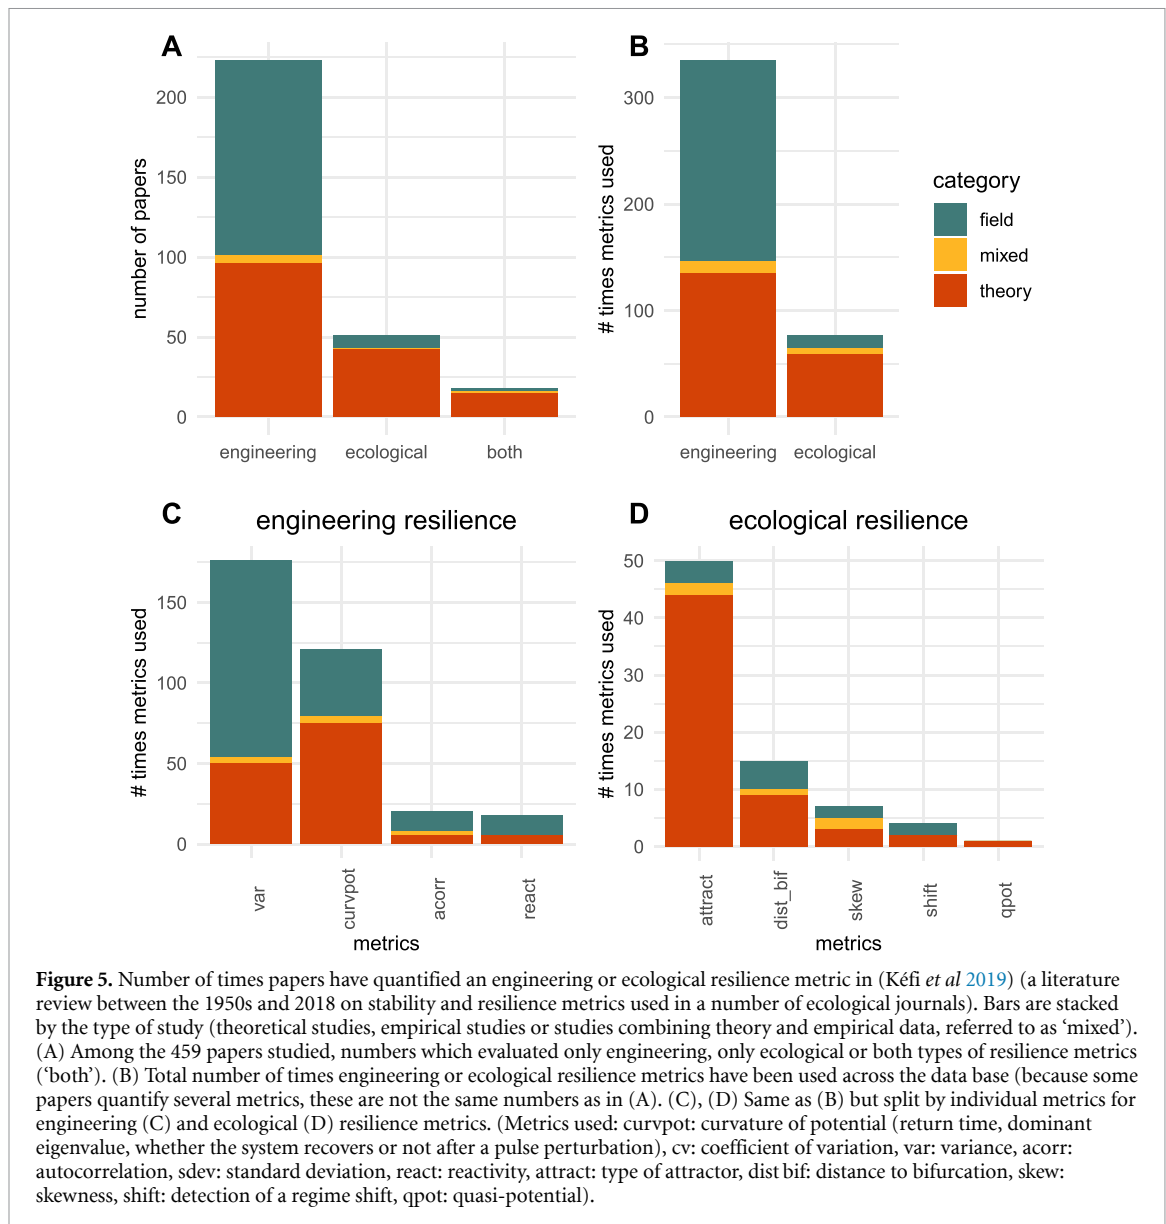 A
number of papers
200
150
100
50
0
engineering
ecological
both
B
# times metrics used
300
200
100
0
engineering
ecological
category
field
mixed
theory
C
engineering resilience
# times metrics used
150
100
50
0
var
curvpot
acorr
react
metrics
D
ecological resilience
# times metrics used
50
40
30
20
10
0
attract
dist_bif
skew
shift
qpot
metrics
Figure 5. Number of times papers have quantified an engineering or ecological resilience metric in (Kéfi et al 2019) (a literature
review between the 1950s and 2018 on stability and resilience metrics used in a number of ecological journals). Bars are stacked
by the type of study (theoretical studies, empirical studies or studies combining theory and empirical data, referred to as ‘mixed’).
(A) Among the 459 papers studied, numbers which evaluated only engineering, only ecological or both types of resilience metrics
(‘both’). (B) Total number of times engineering or ecological resilience metrics have been used across the data base (because some
papers quantify several metrics, these are not the same numbers as in (A). (C), (D) Same as (B) but split by individual metrics for
engineering (C) and ecological (D) resilience metrics. (Metrics used: curvpot: curvature of potential (return time, dominant
eigenvalue, whether the system recovers or not after a pulse perturbation), cv: coefficient of variation, var: variance, acorr:
autocorrelation, sdev: standard deviation, react: reactivity, attract: type of attractor, dist bif: distance to bifurcation, skew:
skewness, shift: detection of a regime shift, qpot: quasi-potential).